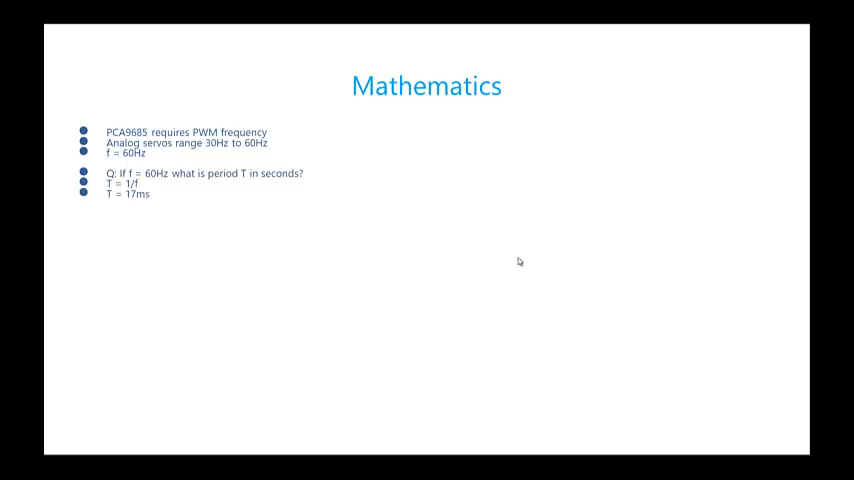 Mathematics
PCA9685 requires PWM frequency
Analog servos range 30Hz to 60Hz
f = 60Hz
Q: If f = 60Hz what is period T in seconds?
T = 1/f
T = 17ms